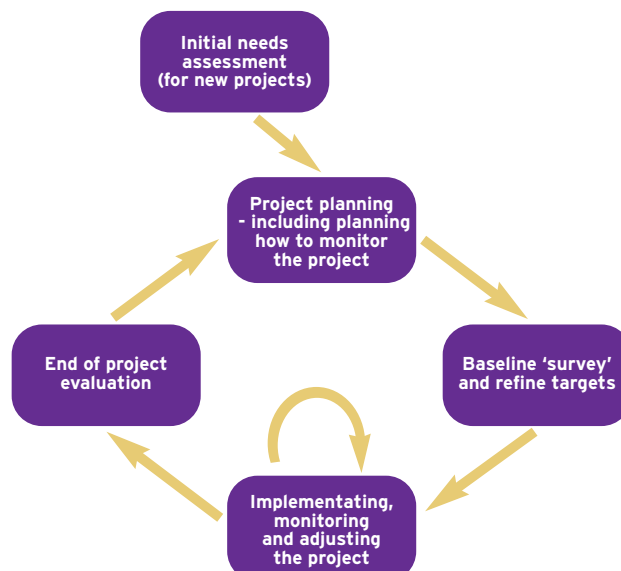 Initial needs
assessment
(for new projects)
Project planning
- including planning
how to monitor
the project
End of project
evaluation
Baseline ‘survey’
and refine targets
Implementating,
monitoring
and adjusting
the project